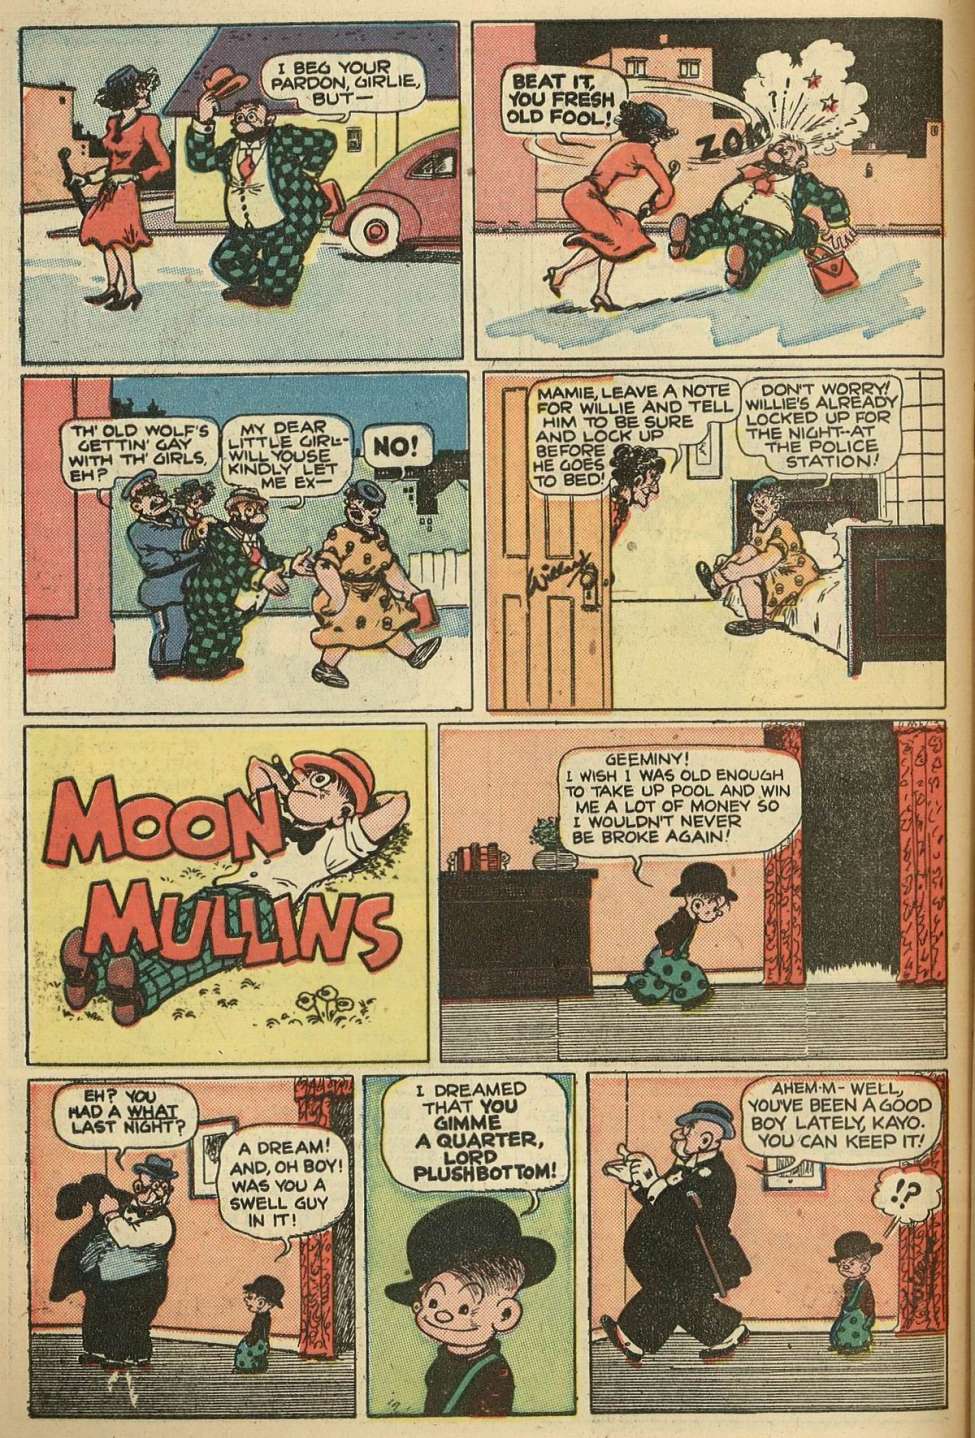 I BEG YOUR
PARDON, GIRLIE,
BUT—
BEAT IT,
YOU FRESH
OLD FOOL!
ZOK!
!
?
TH' OLD WOLF'S
GETTIN' GAY
WITH TH' GIRLS,
EH?
MY DEAR
LITTLE GIRL-
WILL YOUSE
KINDLY LET
ME EX—
NO!
MAMIE, LEAVE A NOTE
FOR WILLIE AND TELL
HIM TO BE SURE
AND LOCK UP
BEFORE
HE GOES
TO BED!
DON'T WORRY!
WILLIE'S ALREADY
LOCKED UP FOR
THE NIGHT--AT
THE POLICE
STATION!
Willard
MOON
MULLINS
GEEMINY!
I WISH I WAS OLD ENOUGH
TO TAKE UP POOL AND WIN
ME A LOT OF MONEY SO
I WOULDN'T NEVER
BE BROKE AGAIN!
EH? YOU
HAD A WHAT
LAST NIGHT?
A DREAM!
AND, OH BOY!
WAS YOU A
SWELL GUY
IN IT!
I DREAMED
THAT YOU
GIMME
A QUARTER,
LORD
PLUSHBOTTOM!
AHEM-M- WELL,
YOU'VE BEEN A GOOD
BOY LATELY, KAYO.
YOU CAN KEEP IT!
!?